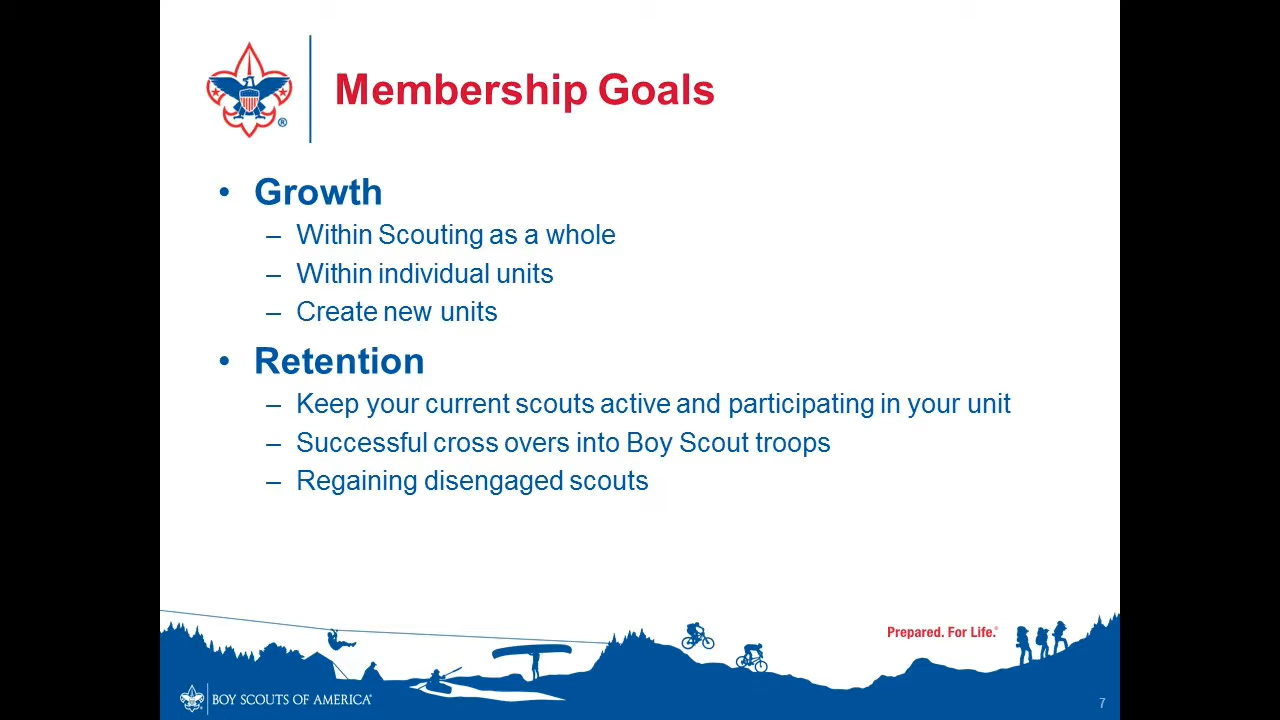 Membership Goals
®
• Growth
– Within Scouting as a whole
– Within individual units
– Create new units
• Retention
– Keep your current scouts active and participating in your unit
– Successful cross overs into Boy Scout troops
– Regaining disengaged scouts
Prepared. For Life.®
BOY SCOUTS OF AMERICA®
7